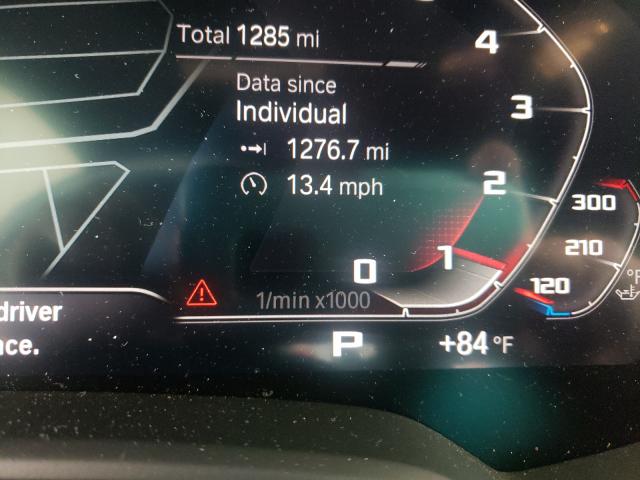 Total 1285 mi
4
Data since
Individual
3
1276.7 mi
13.4 mph
2
300
210
1
0
120
°F
1/min x1000
driver
P +84 °F